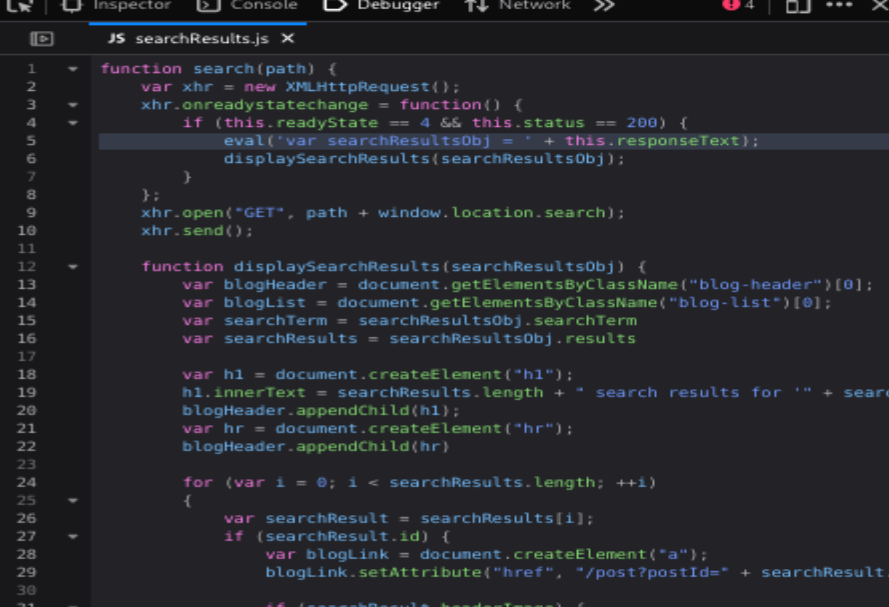 Inspector Console Debugger Network 4
JS searchResults.js
1 function search(path) {
2 var xhr = new XMLHttpRequest();
3 xhr.onreadystatechange = function() {
4 if (this.readyState == 4 && this.status == 200) {
5 eval('var searchResultsObj = ' + this.responseText);
6 displaySearchResults(searchResultsObj);
7 }
8 };
9 xhr.open("GET", path + window.location.search);
10 xhr.send();
11
12 function displaySearchResults(searchResultsObj) {
13 var blogHeader = document.getElementsByClassName("blog-header")[0];
14 var blogList = document.getElementsByClassName("blog-list")[0];
15 var searchTerm = searchResultsObj.searchTerm
16 var searchResults = searchResultsObj.results
17
18 var h1 = document.createElement("h1");
19 h1.innerText = searchResults.length + " search results for '" + sear
20 blogHeader.appendChild(h1);
21 var hr = document.createElement("hr");
22 blogHeader.appendChild(hr)
23
24 for (var i = 0; i < searchResults.length; ++i)
25 {
26 var searchResult = searchResults[i];
27 if (searchResult.id) {
28 var blogLink = document.createElement("a");
29 blogLink.setAttribute("href", "/post?postId=" + searchResult.
30